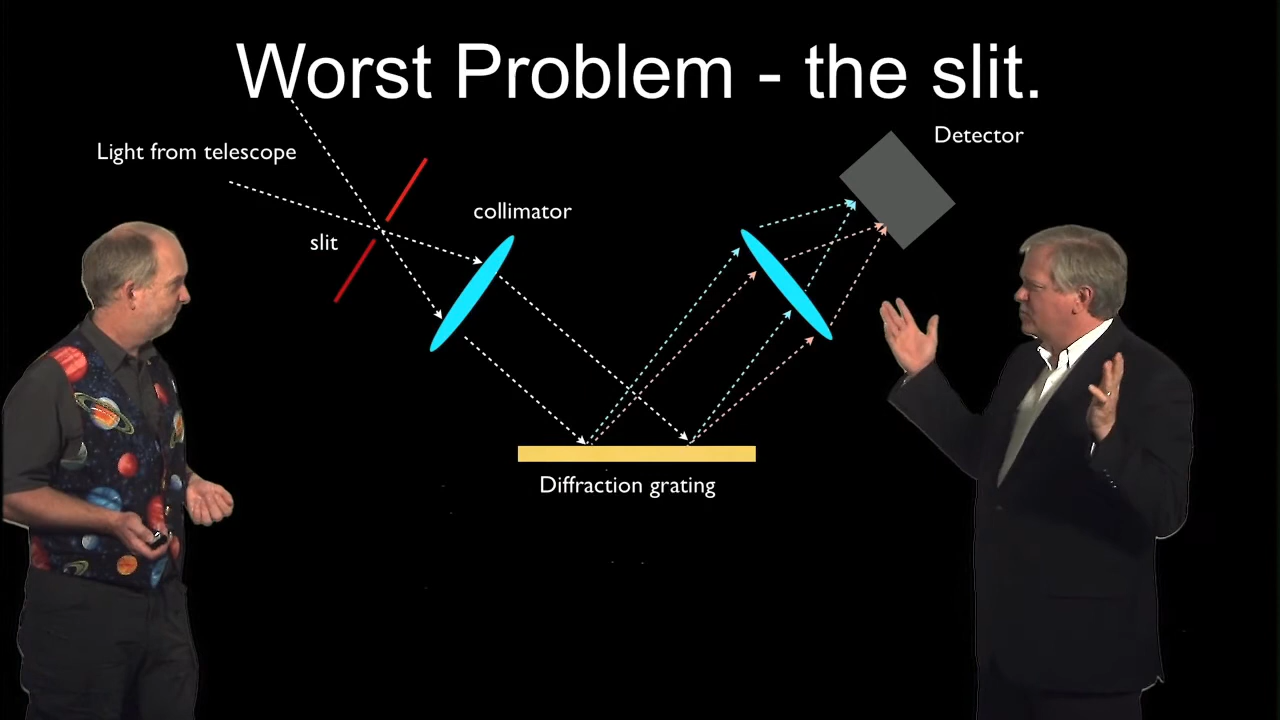 Worst Problem - the slit.
Light from telescope
slit
collimator
Detector
Diffraction grating